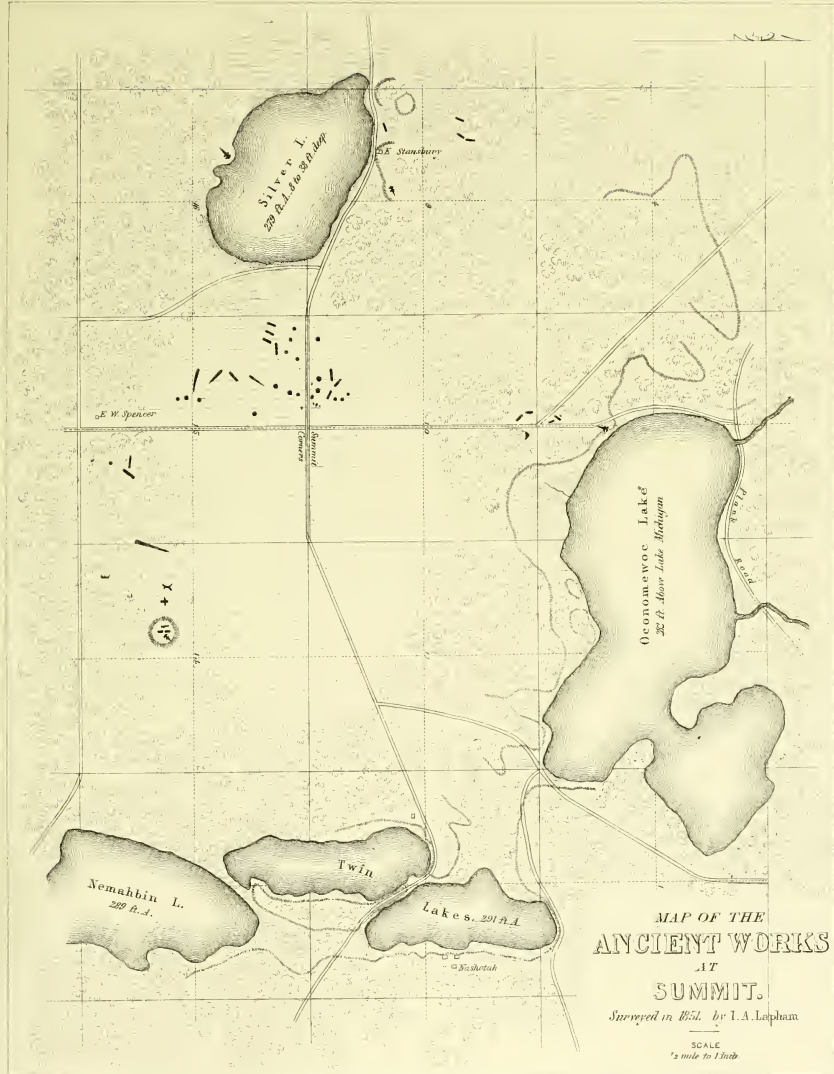 Silver L.
279 ft. A. 8 to 38 ft. deep.
E Stansbury
E W. Spencer
Summit
Corners
Oconomewoc Lake
282 ft Above Lake Michigan
Plank
Road
Nemahbin L.
289 ft. A.
Twin
Lakes. 291 ft A
Nashotah
MAP OF THE
ANCIENT WORKS
AT
SUMMIT.
Surveyed in 1851. by I. A. Lapham
SCALE
½ mile to 1 Inch